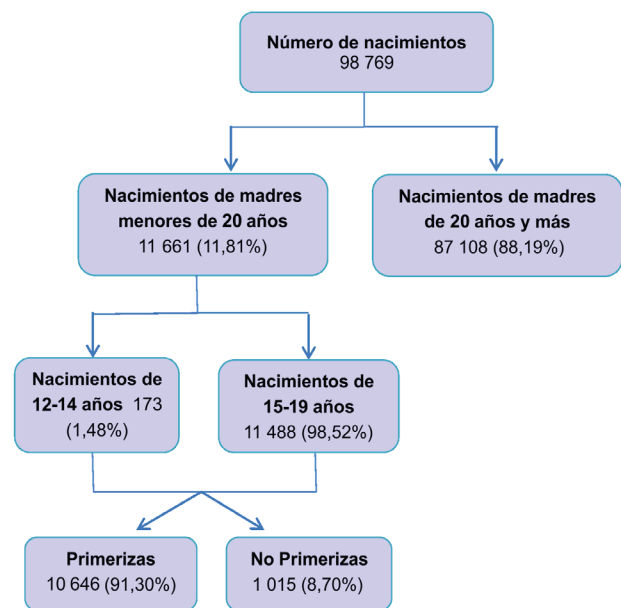 Número de nacimientos
98 769
Nacimientos de madres
menores de 20 años
11 661 (11,81%)
Nacimientos de madres
de 20 años y más
87 108 (88,19%)
Nacimientos de
12-14 años 173
(1,48%)
Nacimientos de
15-19 años
11 488 (98,52%)
Primerizas
10 646 (91,30%)
No Primerizas
1 015 (8,70%)